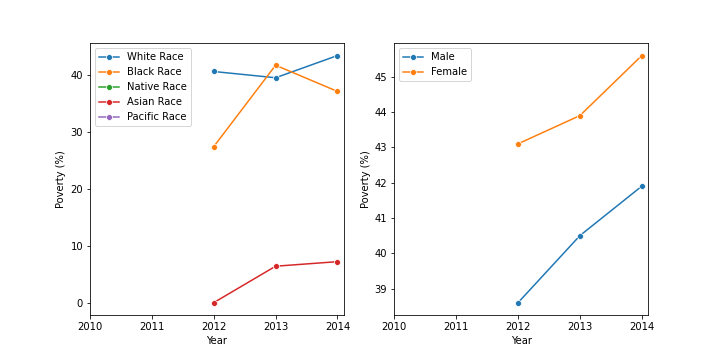 White Race
Black Race
Native Race
Asian Race
Pacific Race
40
30
20
10
0
Poverty (%)
2010 2011 2012 2013 2014
Year
Male
Female
45
44
43
42
41
40
39
Poverty (%)
2010 2011 2012 2013 2014
Year